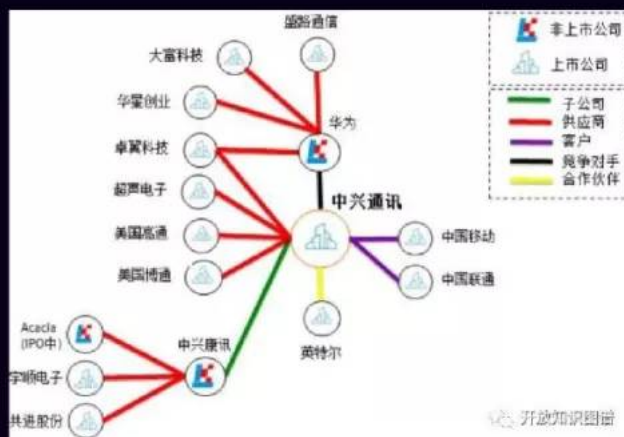 盛路通信
大富科技
华星创业
华为
卓翼科技
中兴通讯
超声电子
美国高通
美国博通
中国移动
中国联通
英特尔
Acacia
(IPO中)
中兴康讯
宇顺电子
共进股份
非上市公司
上市公司
子公司
供应商
客户
竞争对手
合作伙伴
开放知识图谱